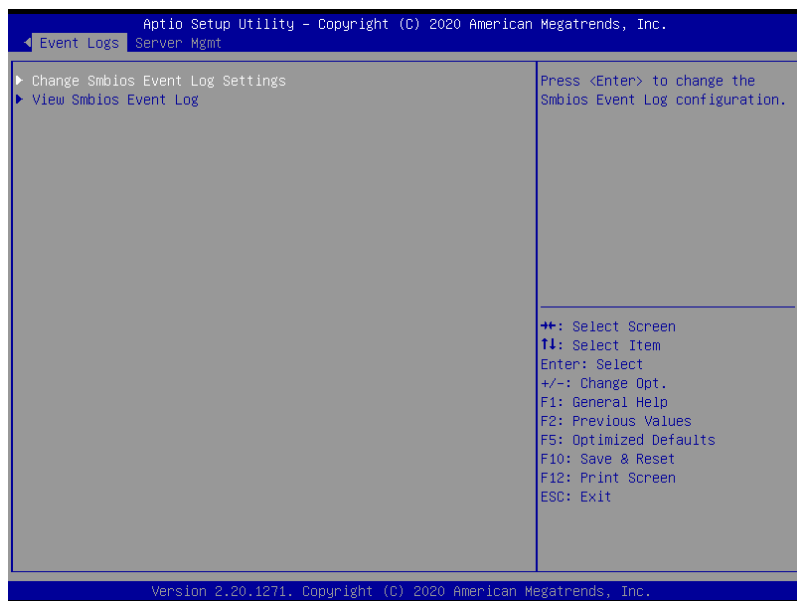 Aptio Setup Utility – Copyright (C) 2020 American Megatrends, Inc.
Event Logs Server Mgmt
Change Smbios Event Log Settings
View Smbios Event Log
Press <Enter> to change the
Smbios Event Log configuration.
→←: Select Screen
↑↓: Select Item
Enter: Select
+/-: Change Opt.
F1: General Help
F2: Previous Values
F5: Optimized Defaults
F10: Save & Reset
F12: Print Screen
ESC: Exit
Version 2.20.1271. Copyright (C) 2020 American Megatrends, Inc.